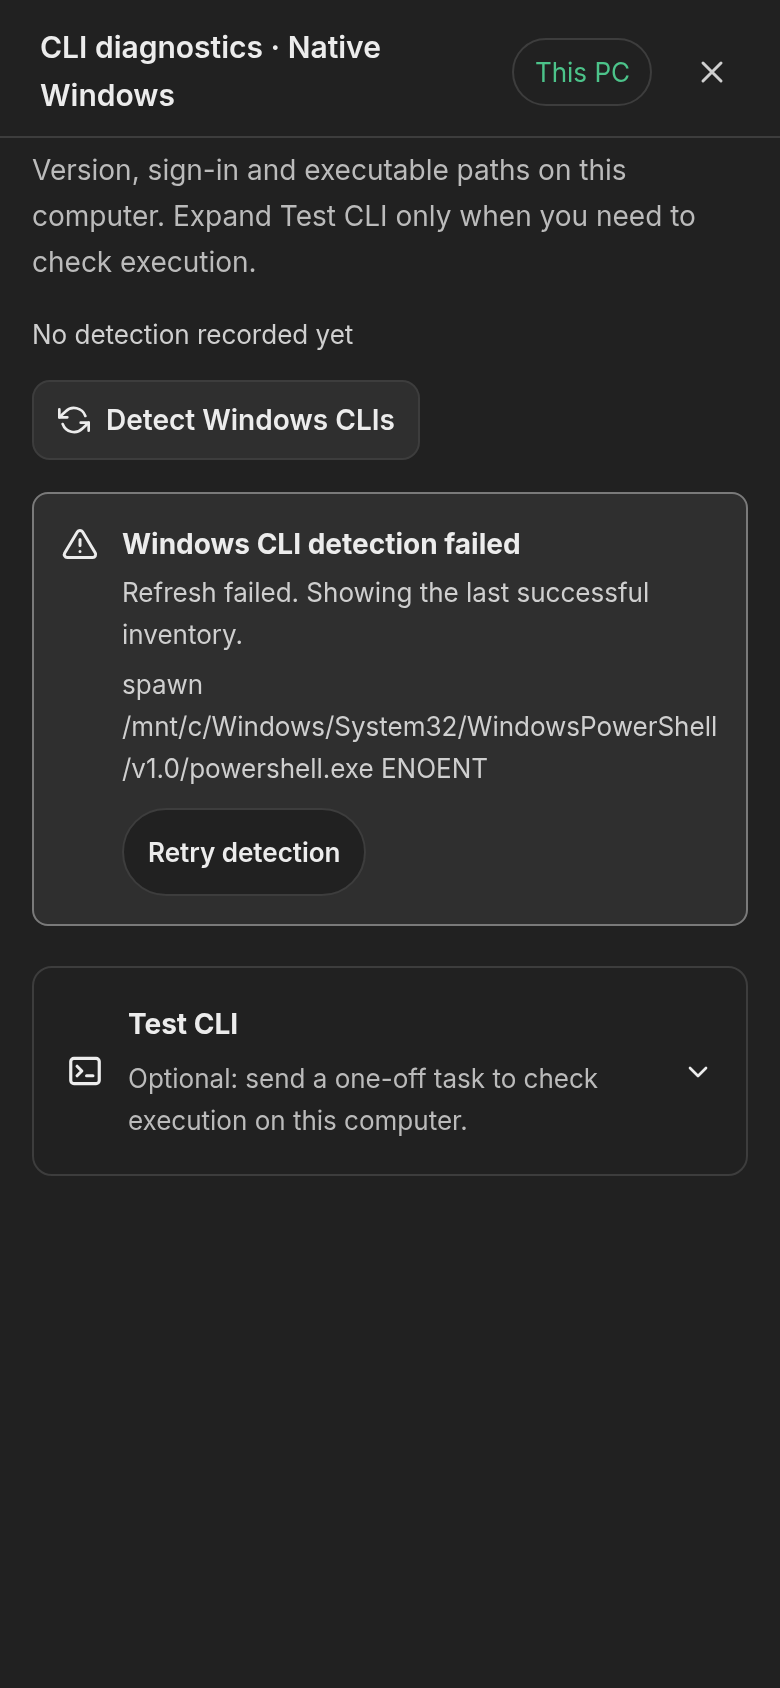 CLI diagnostics · Native
Windows
This PC
Version, sign-in and executable paths on this
computer. Expand Test CLI only when you need to
check execution.
No detection recorded yet
Detect Windows CLIs
Windows CLI detection failed
Refresh failed. Showing the last successful
inventory.
spawn
/mnt/c/Windows/System32/WindowsPowerShell
/v1.0/powershell.exe ENOENT
Retry detection
Test CLI
Optional: send a one-off task to check
execution on this computer.